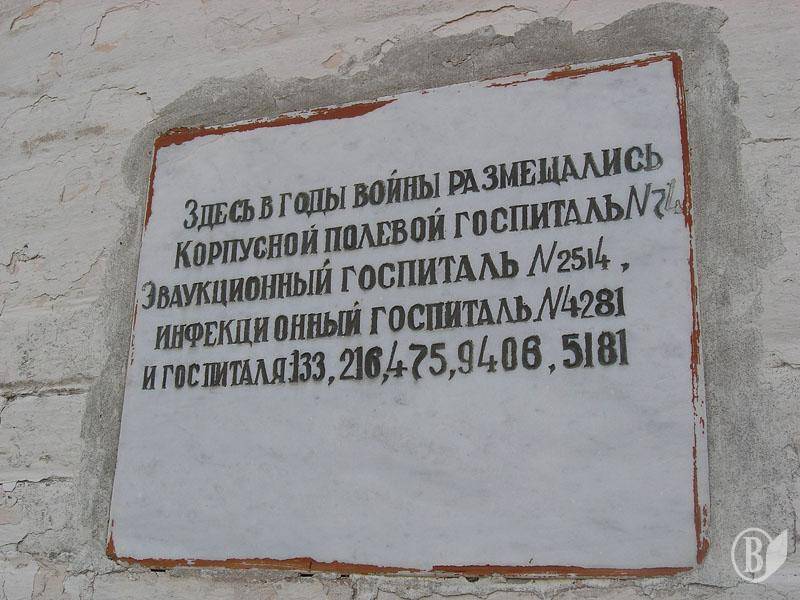 Здесь в годы войны размещались
корпусной полевой госпиталь N
эваукционный госпиталь N2514,
инфекционный госпиталь N4281
и госпиталя:133, 216,475,9406, 5181
B